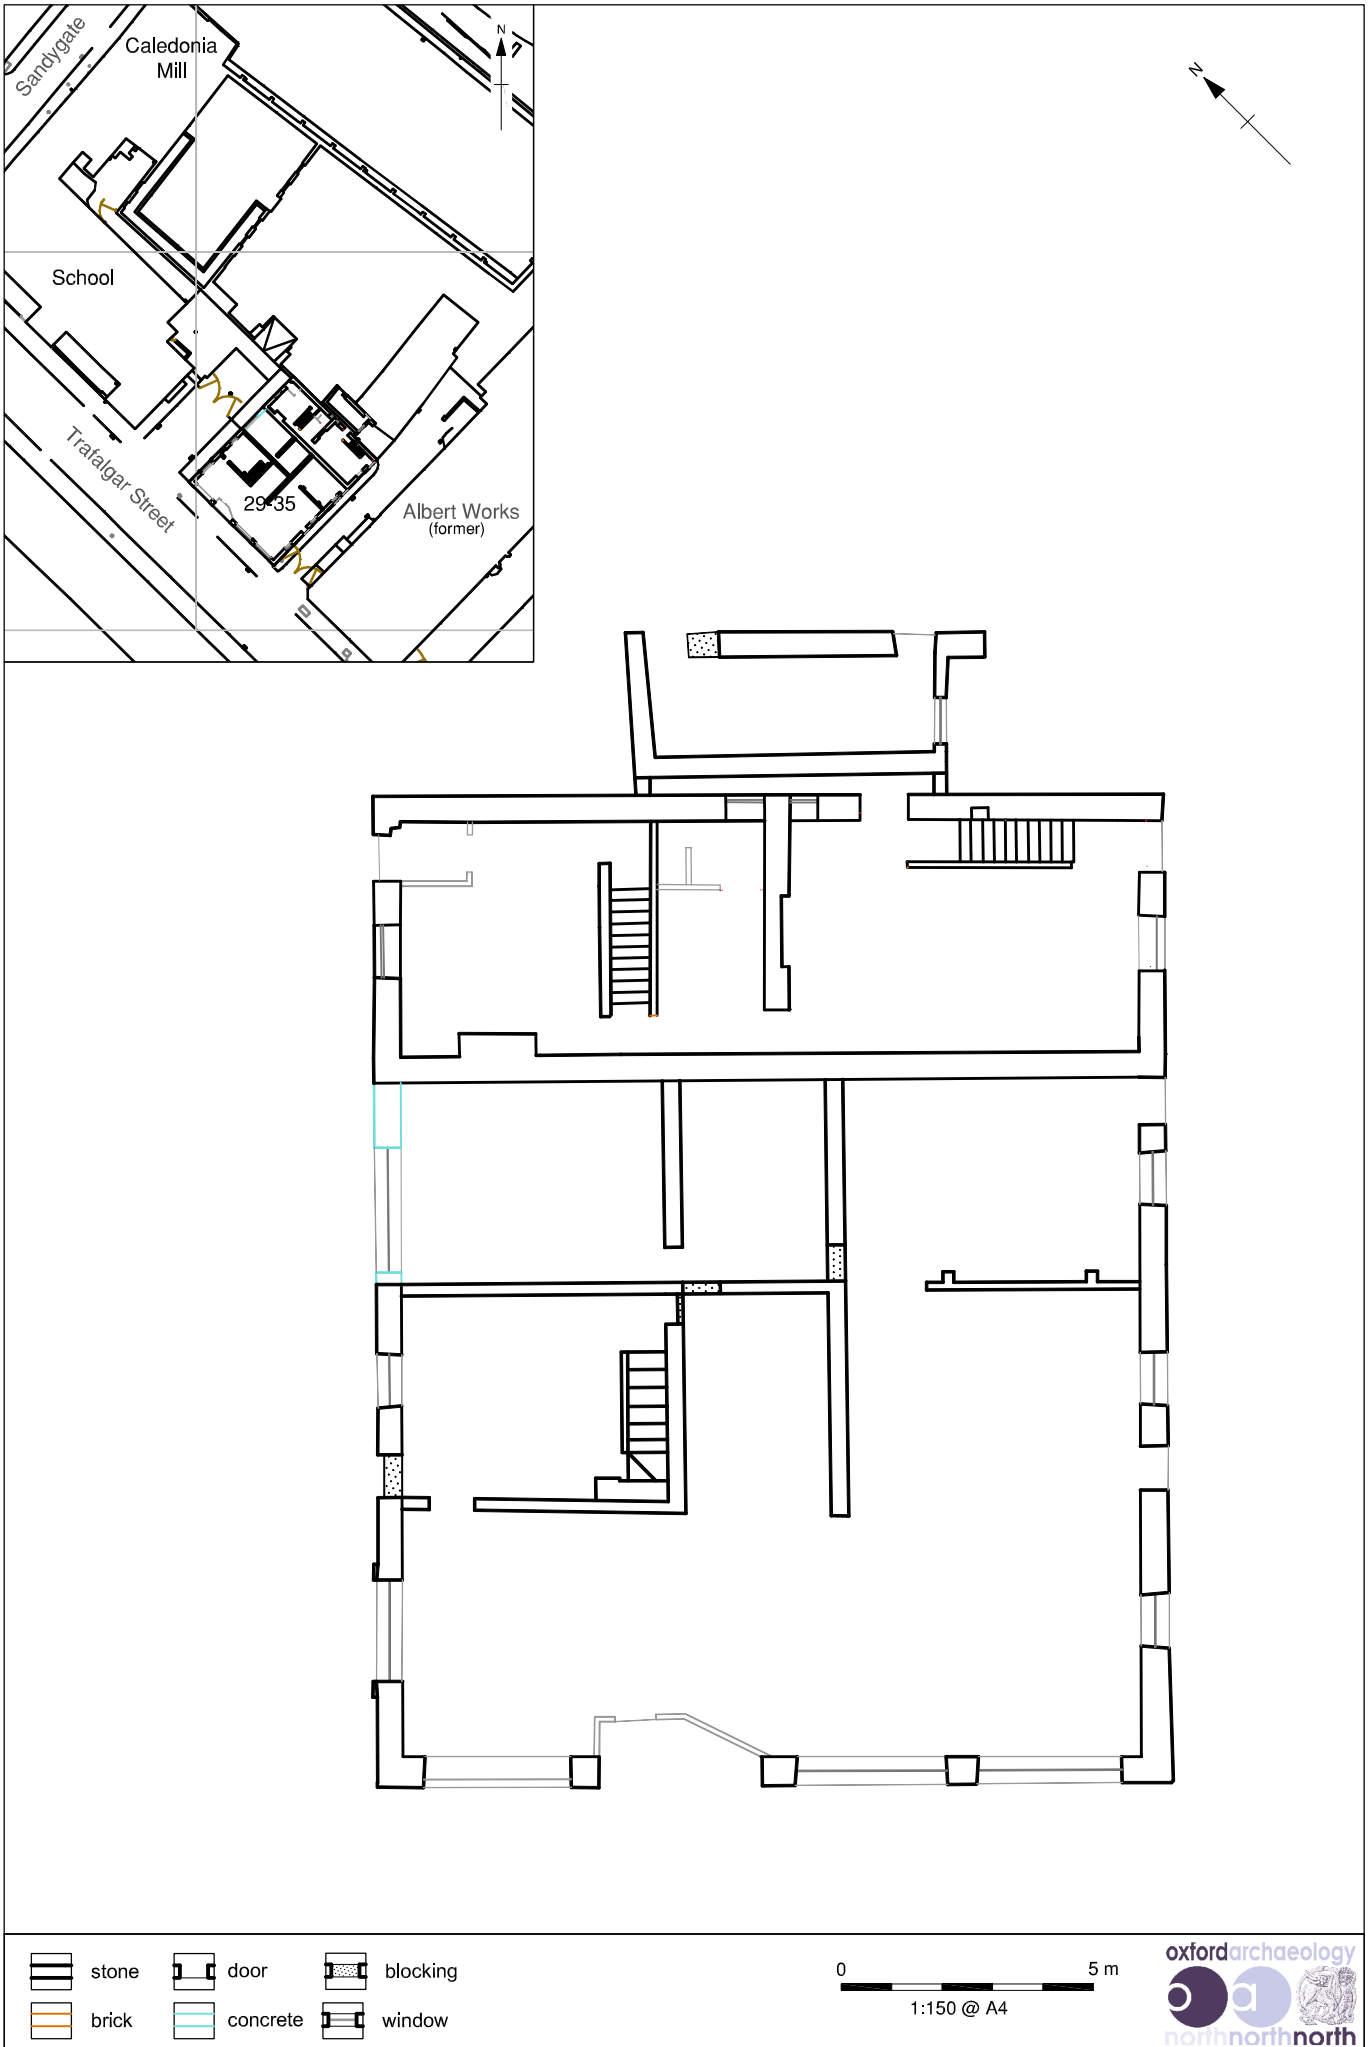 Sandygate
Caledonia
Mill
N
N
School
Trafalgar Street
29-35
Albert Works
(former)
stone
door
blocking
brick
concrete
window
0
5 m
1:150 @ A4
oxfordarchaeology
o a
northnorthnorth